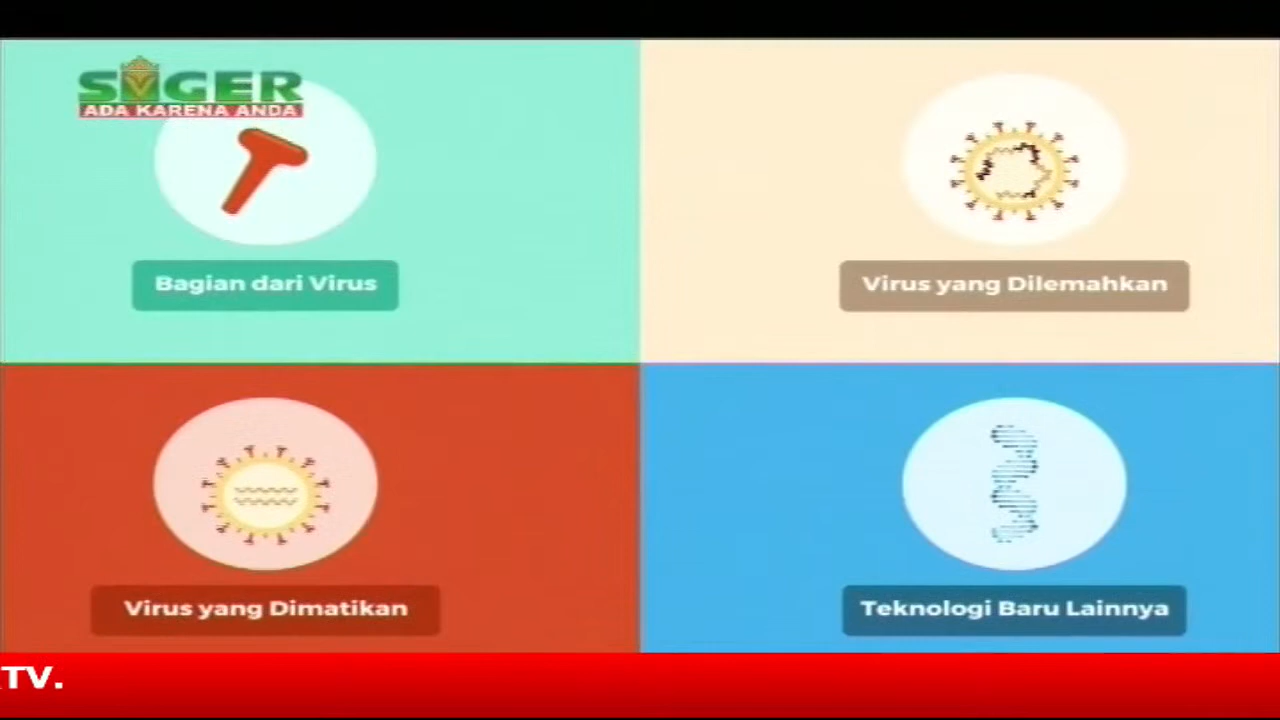 SIGER
ADA KARENA ANDA
Bagian dari Virus
Virus yang Dilemahkan
Virus yang Dimatikan
Teknologi Baru Lainnya
TV.